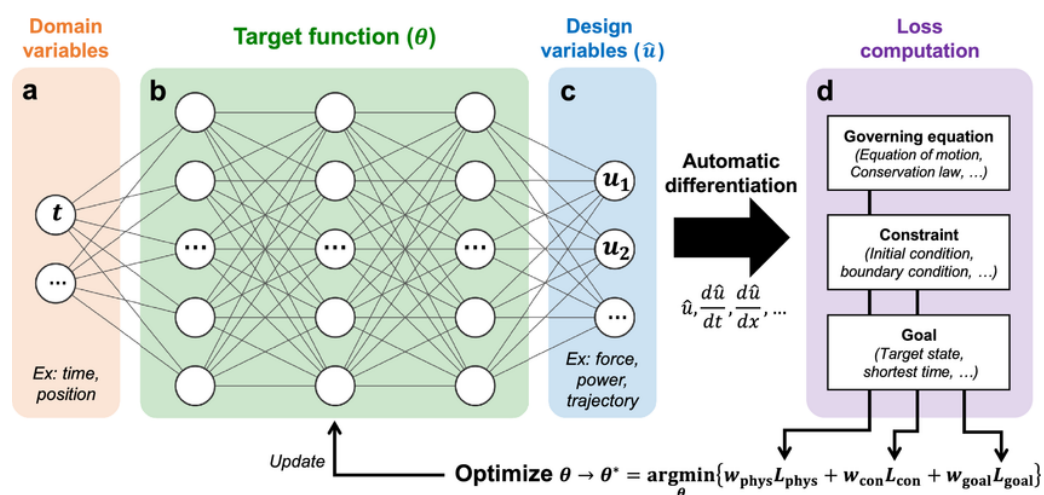 Domain
variables
Target function (θ)
Design
variables (û)
Loss
computation
a
b
c
d
t
...
...
...
...
u₁
u₂
...
Ex: time,
position
Ex: force,
power,
trajectory
Automatic
differentiation
û, dû/dt, dû/dx, ...
Governing equation
(Equation of motion,
Conservation law, ...)
Constraint
(Initial condition,
boundary condition, ...)
Goal
(Target state,
shortest time, ...)
Update
Optimize θ → θ* = argmin{w_phys L_phys + w_con L_con + w_goal L_goal}
θ